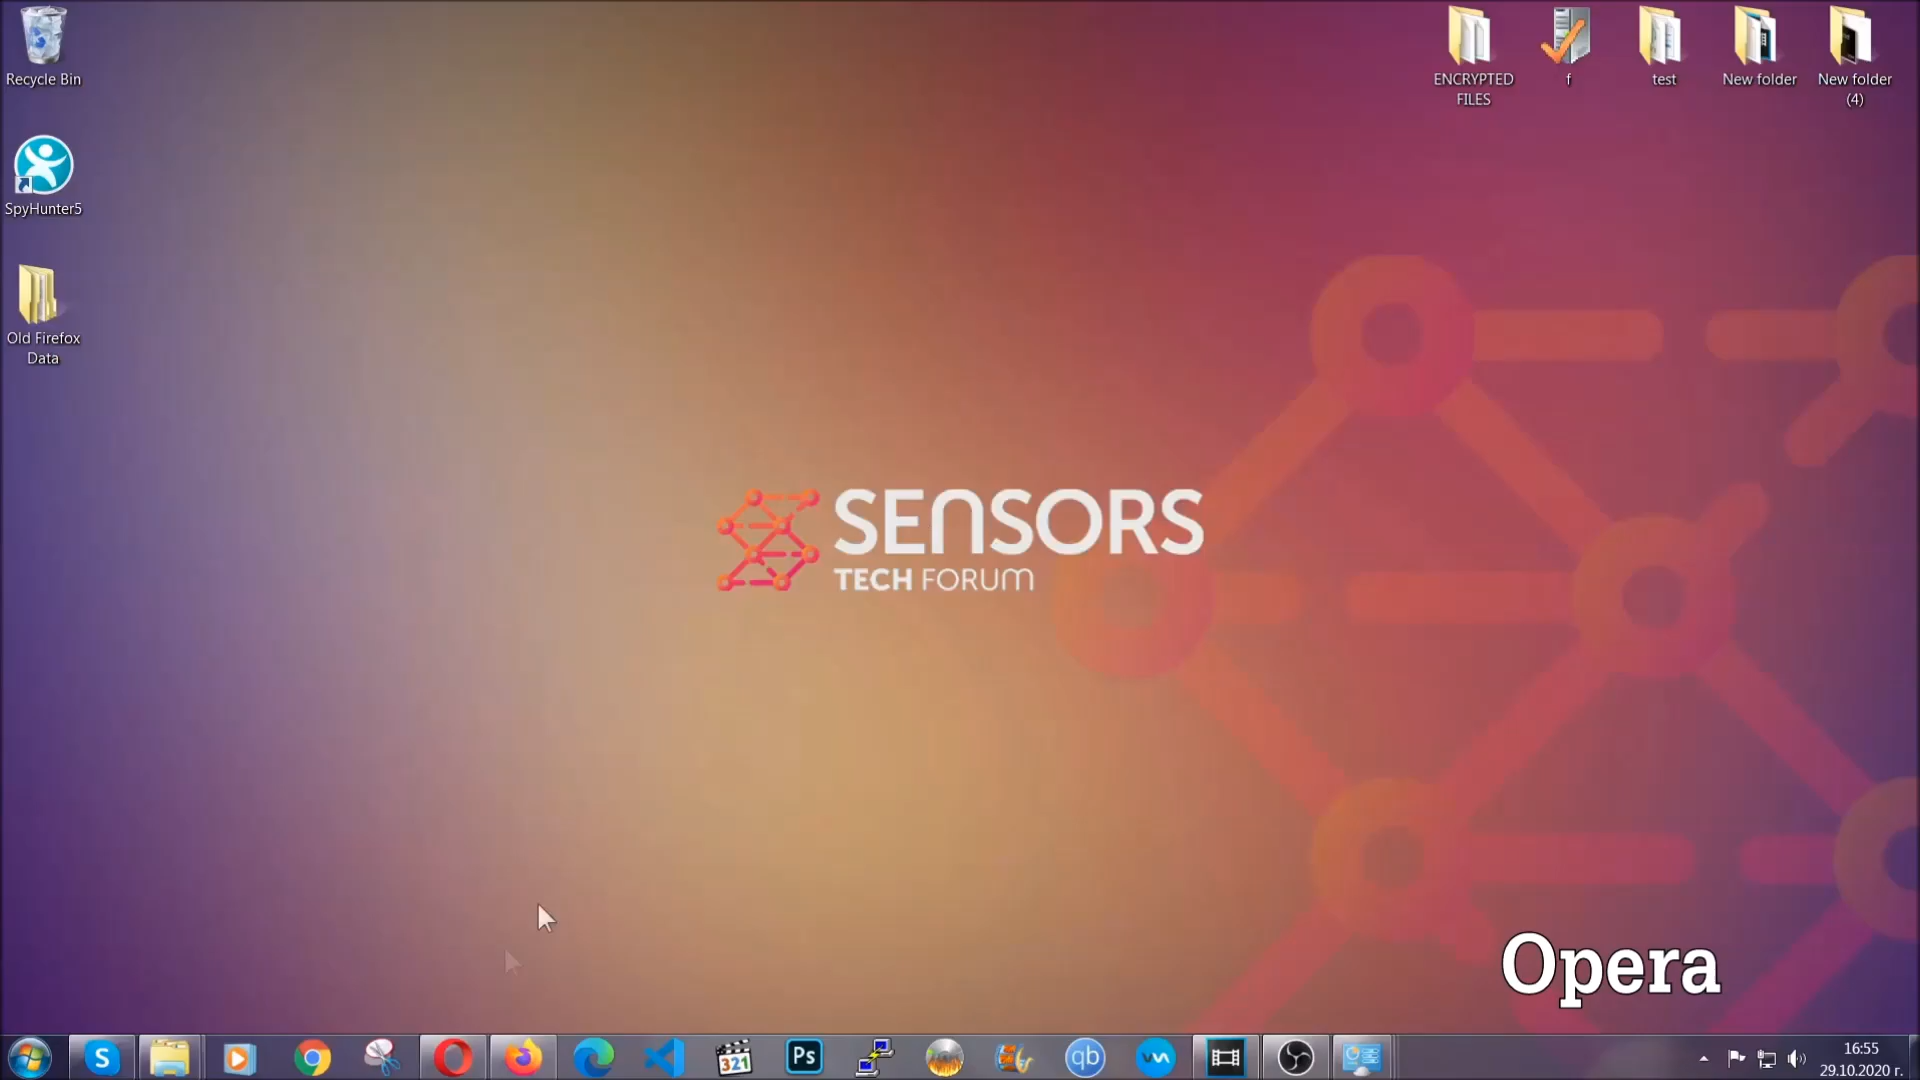 Recycle Bin
SpyHunter5
Old Firefox
Data
ENCRYPTED
FILES
f
test
New folder
New folder
(4)
SENSORS
TECH FORUM
Opera
S
321
Ps
qb
16:55
29.10.2020 г.